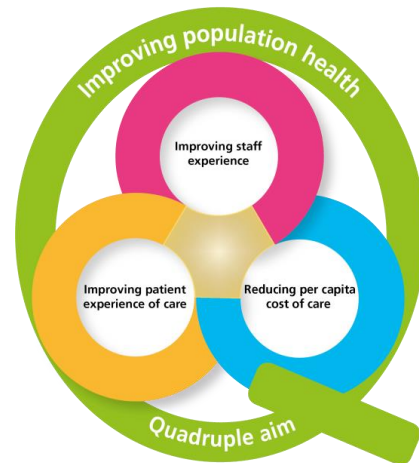 Improving population health
Improving staff
experience
Improving patient
experience of care
Reducing per capita
cost of care
Quadruple aim